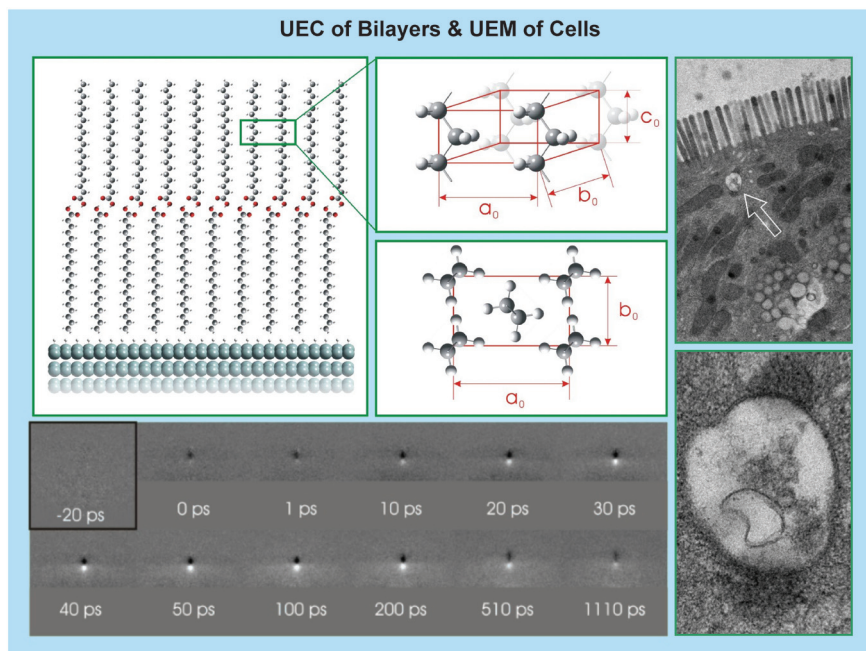 UEC of Bilayers & UEM of Cells
c₀
a₀
b₀
b₀
a₀
-20 ps
0 ps
1 ps
10 ps
20 ps
30 ps
40 ps
50 ps
100 ps
200 ps
510 ps
1110 ps